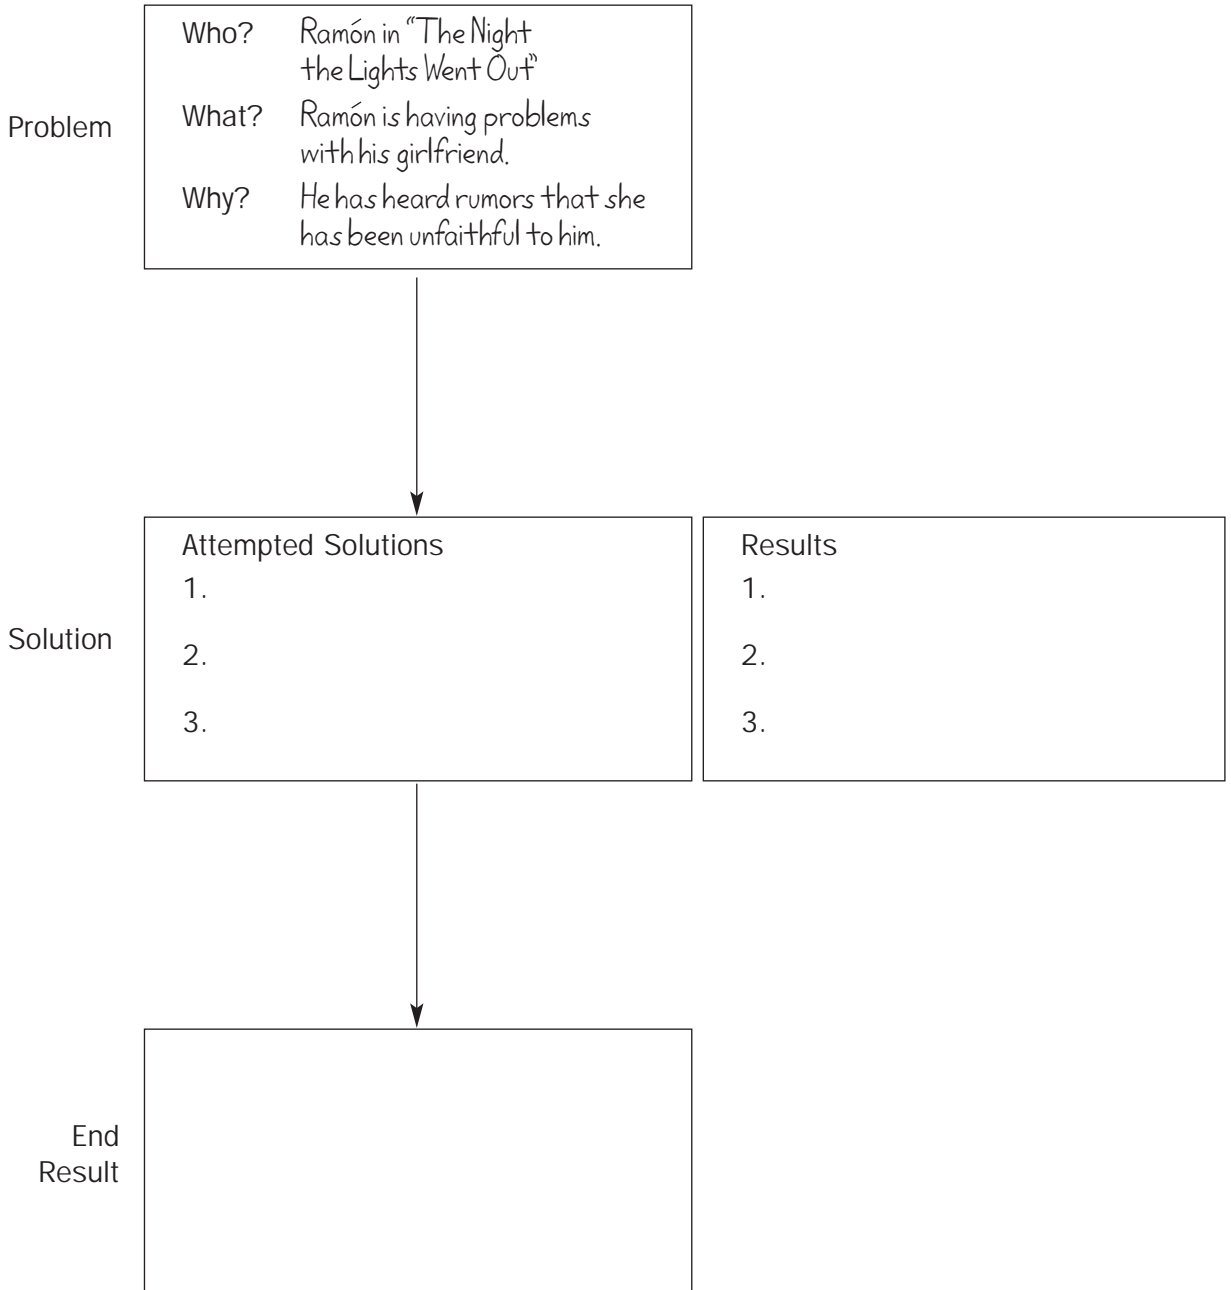 Problem
Who? Ramón in “The Night
the Lights Went Out”
What? Ramón is having problems
with his girlfriend.
Why? He has heard rumors that she
has been unfaithful to him.
Solution
Attempted Solutions
1.
2.
3.
Results
1.
2.
3.
End
Result